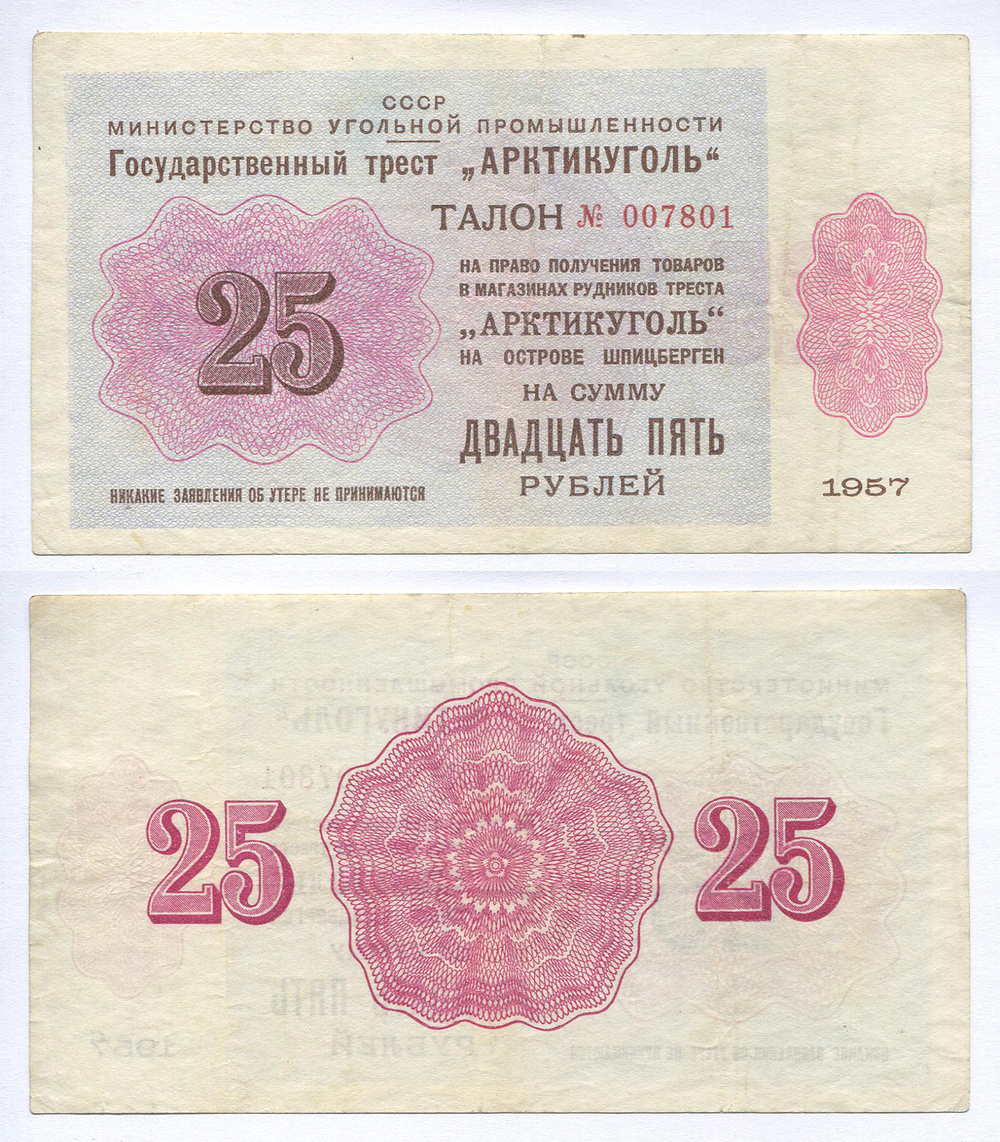 СССР
МИНИСТЕРСТВО УГОЛЬНОЙ ПРОМЫШЛЕННОСТИ
Государственный трест „АРКТИКУГОЛЬ“
ТАЛОН № 007801
25
НА ПРАВО ПОЛУЧЕНИЯ ТОВАРОВ
В МАГАЗИНАХ РУДНИКОВ ТРЕСТА
„АРКТИКУГОЛЬ“
НА ОСТРОВЕ ШПИЦБЕРГЕН
НА СУММУ
ДВАДЦАТЬ ПЯТЬ
РУБЛЕЙ
НИКАКИЕ ЗАЯВЛЕНИЯ ОБ УТЕРЕ НЕ ПРИНИМАЮТСЯ
1957
25 25